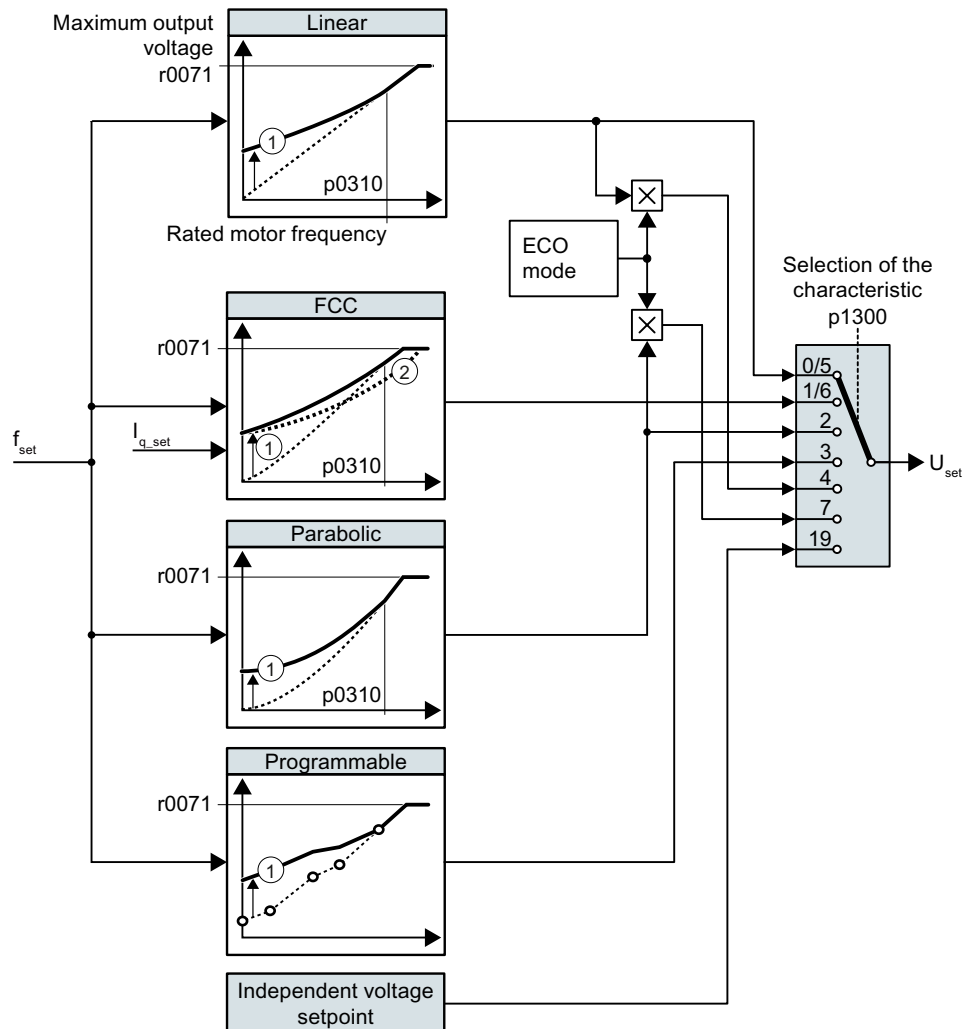 Maximum output
voltage
r0071
Linear
1
p0310
Rated motor frequency
ECO
mode
Selection of the
characteristic
p1300
FCC
r0071
2
1
p0310
f_set
I_q_set
0/5
1/6
2
3
4
7
19
U_set
Parabolic
r0071
1
p0310
Programmable
r0071
1
Independent voltage
setpoint